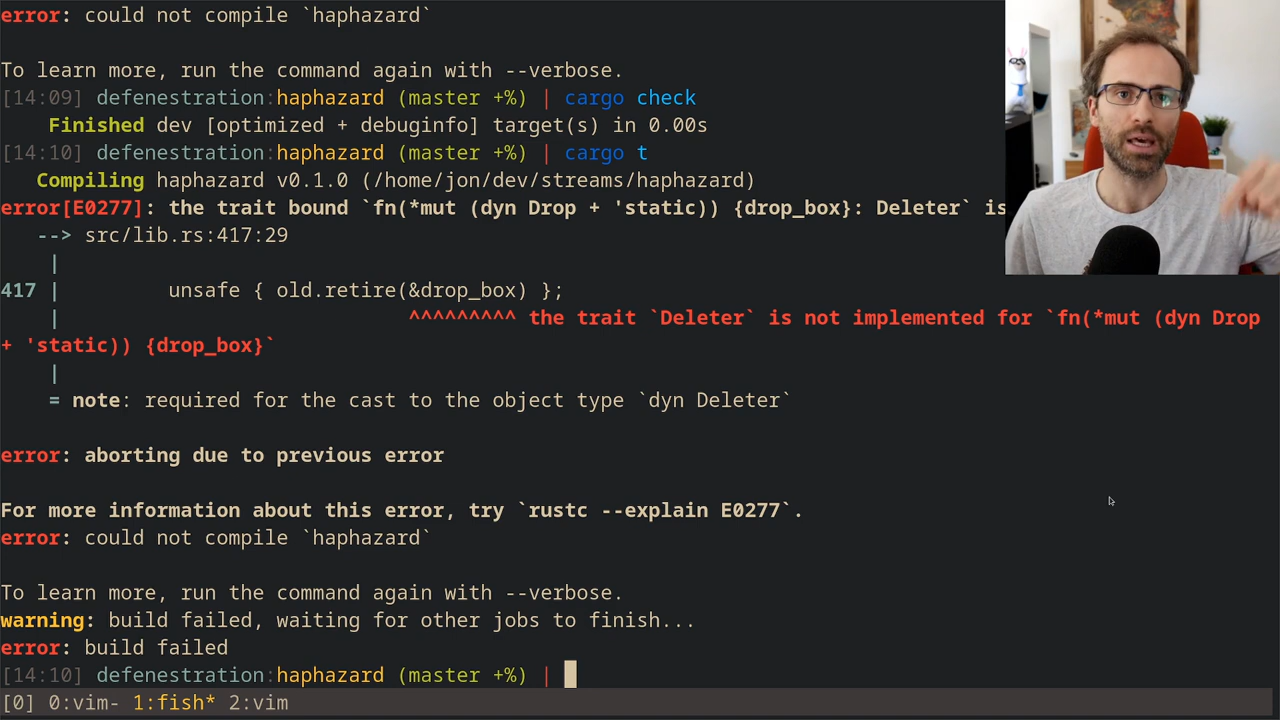 error: could not compile `haphazard`
To learn more, run the command again with --verbose.
[14:09] defenestration:haphazard (master +%) | cargo check
    Finished dev [optimized + debuginfo] target(s) in 0.00s
[14:10] defenestration:haphazard (master +%) | cargo t
   Compiling haphazard v0.1.0 (/home/jon/dev/streams/haphazard)
error[E0277]: the trait bound `fn(*mut (dyn Drop + 'static)) {drop_box}: Deleter` is
   --> src/lib.rs:417:29
    |
417 |         unsafe { old.retire(&drop_box) };
    |                             ^^^^^^^^^ the trait `Deleter` is not implemented for `fn(*mut (dyn Drop
+ 'static)) {drop_box}`
    |
    = note: required for the cast to the object type `dyn Deleter`
error: aborting due to previous error
For more information about this error, try `rustc --explain E0277`.
error: could not compile `haphazard`
To learn more, run the command again with --verbose.
warning: build failed, waiting for other jobs to finish...
error: build failed
[14:10] defenestration:haphazard (master +%) |
[0] 0:vim- 1:fish* 2:vim